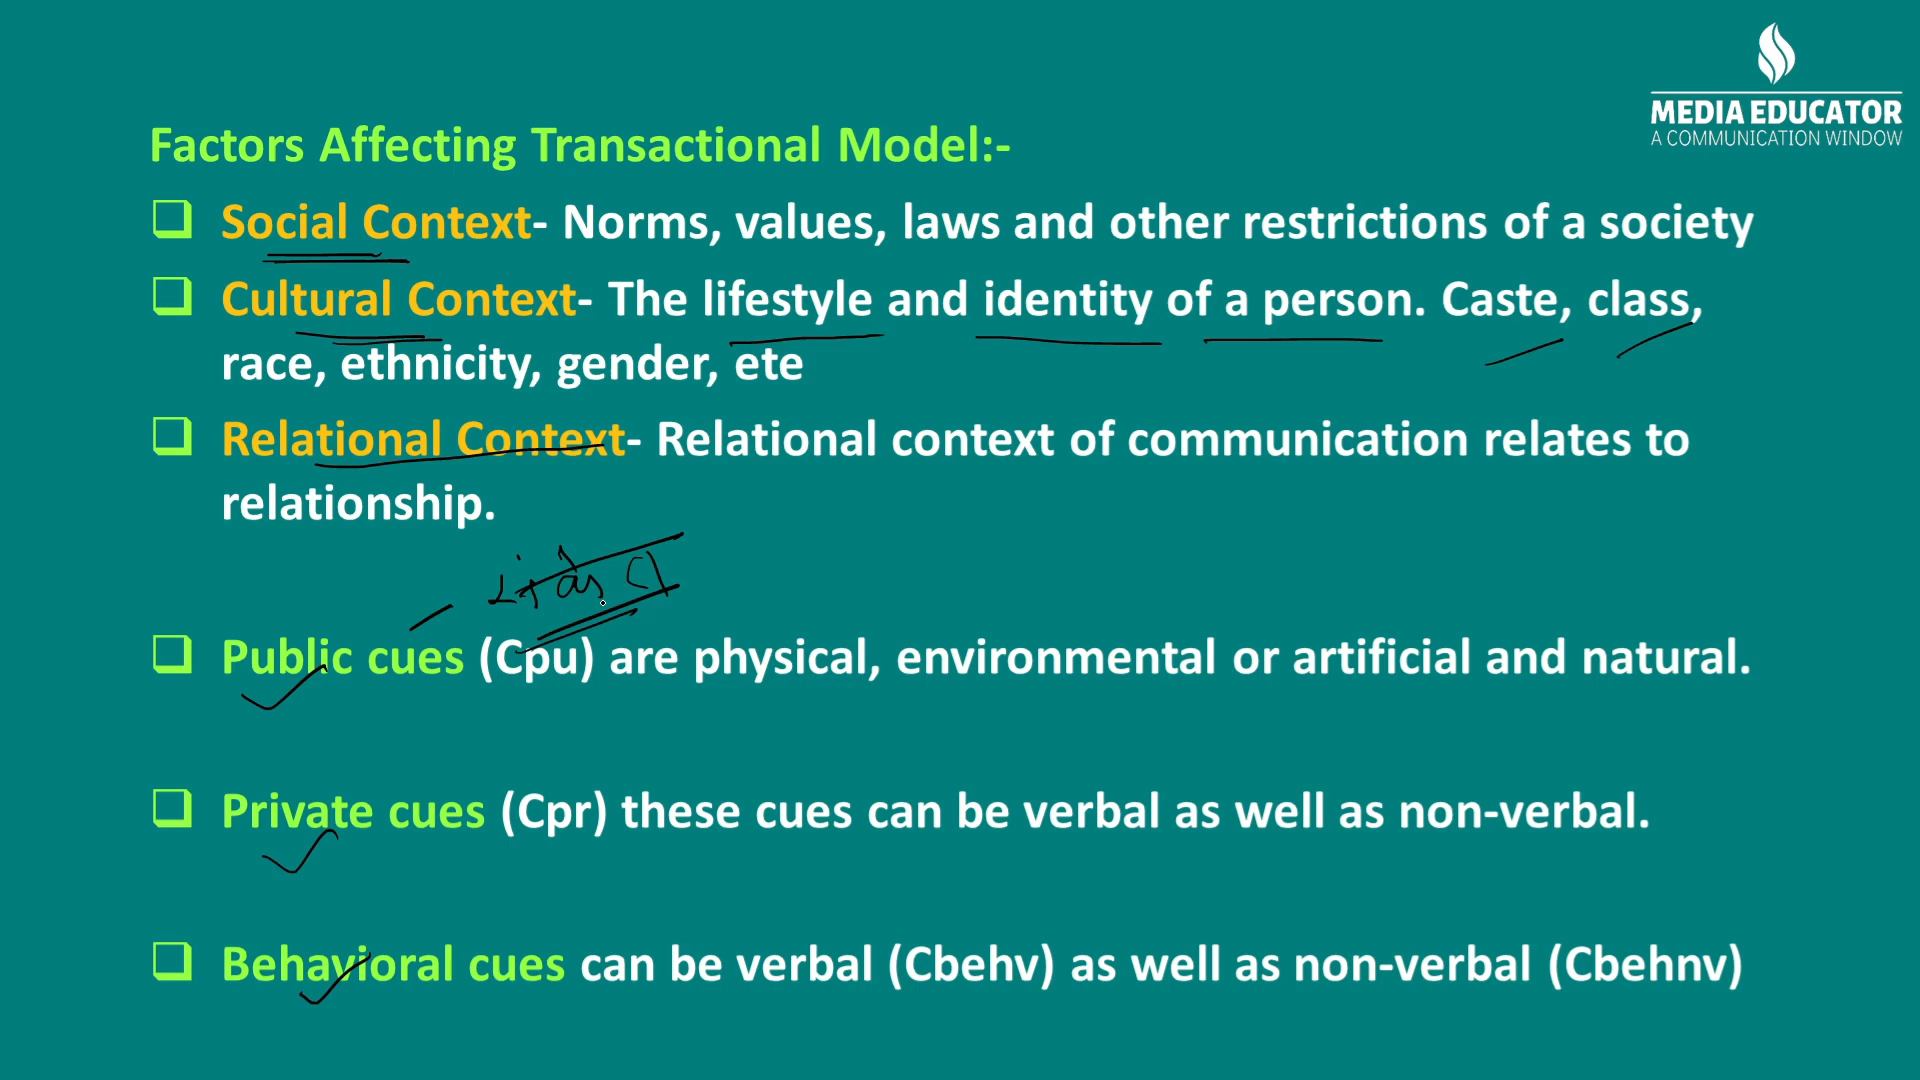 MEDIA EDUCATOR
A COMMUNICATION WINDOW
Factors Affecting Transactional Model:-
Social Context- Norms, values, laws and other restrictions of a society
Cultural Context- The lifestyle and identity of a person. Caste, class,
race, ethnicity, gender, ete
Relational Context- Relational context of communication relates to
relationship.
Public cues (Cpu) are physical, environmental or artificial and natural.
Private cues (Cpr) these cues can be verbal as well as non-verbal.
Behavioral cues can be verbal (Cbehv) as well as non-verbal (Cbehnv)